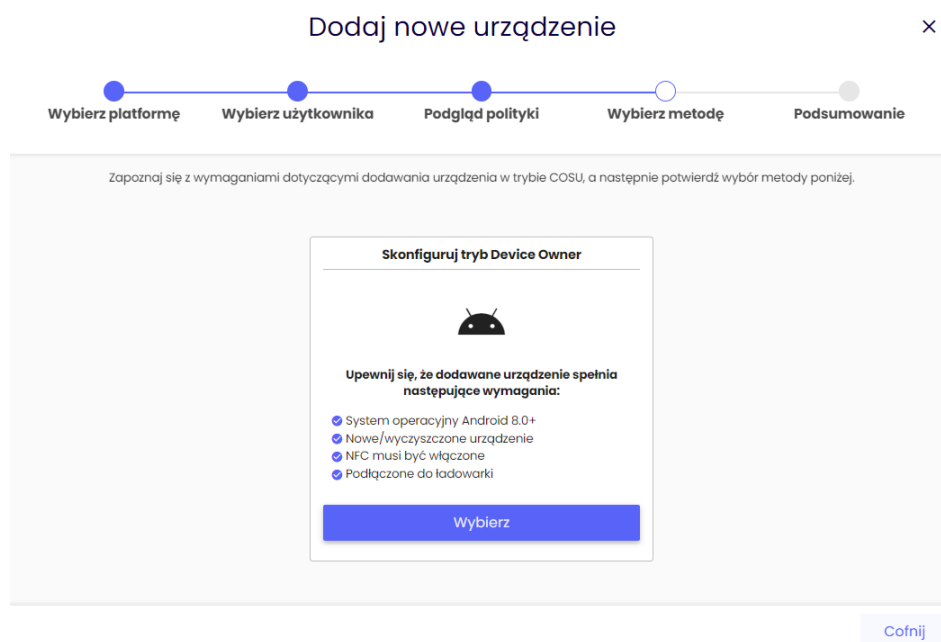 Dodaj nowe urządzenie
Wybierz platformę
Wybierz użytkownika
Podgląd polityki
Wybierz metodę
Podsumowanie
Zapoznaj się z wymaganiami dotyczącymi dodawania urządzenia w trybie COSU, a następnie potwierdź wybór metody poniżej.
Skonfiguruj tryb Device Owner
Upewnij się, że dodawane urządzenie spełnia
następujące wymagania:
System operacyjny Android 8.0+
Nowe/wyczyszczone urządzenie
NFC musi być włączone
Podłączone do ładowarki
Wybierz
Cofnij